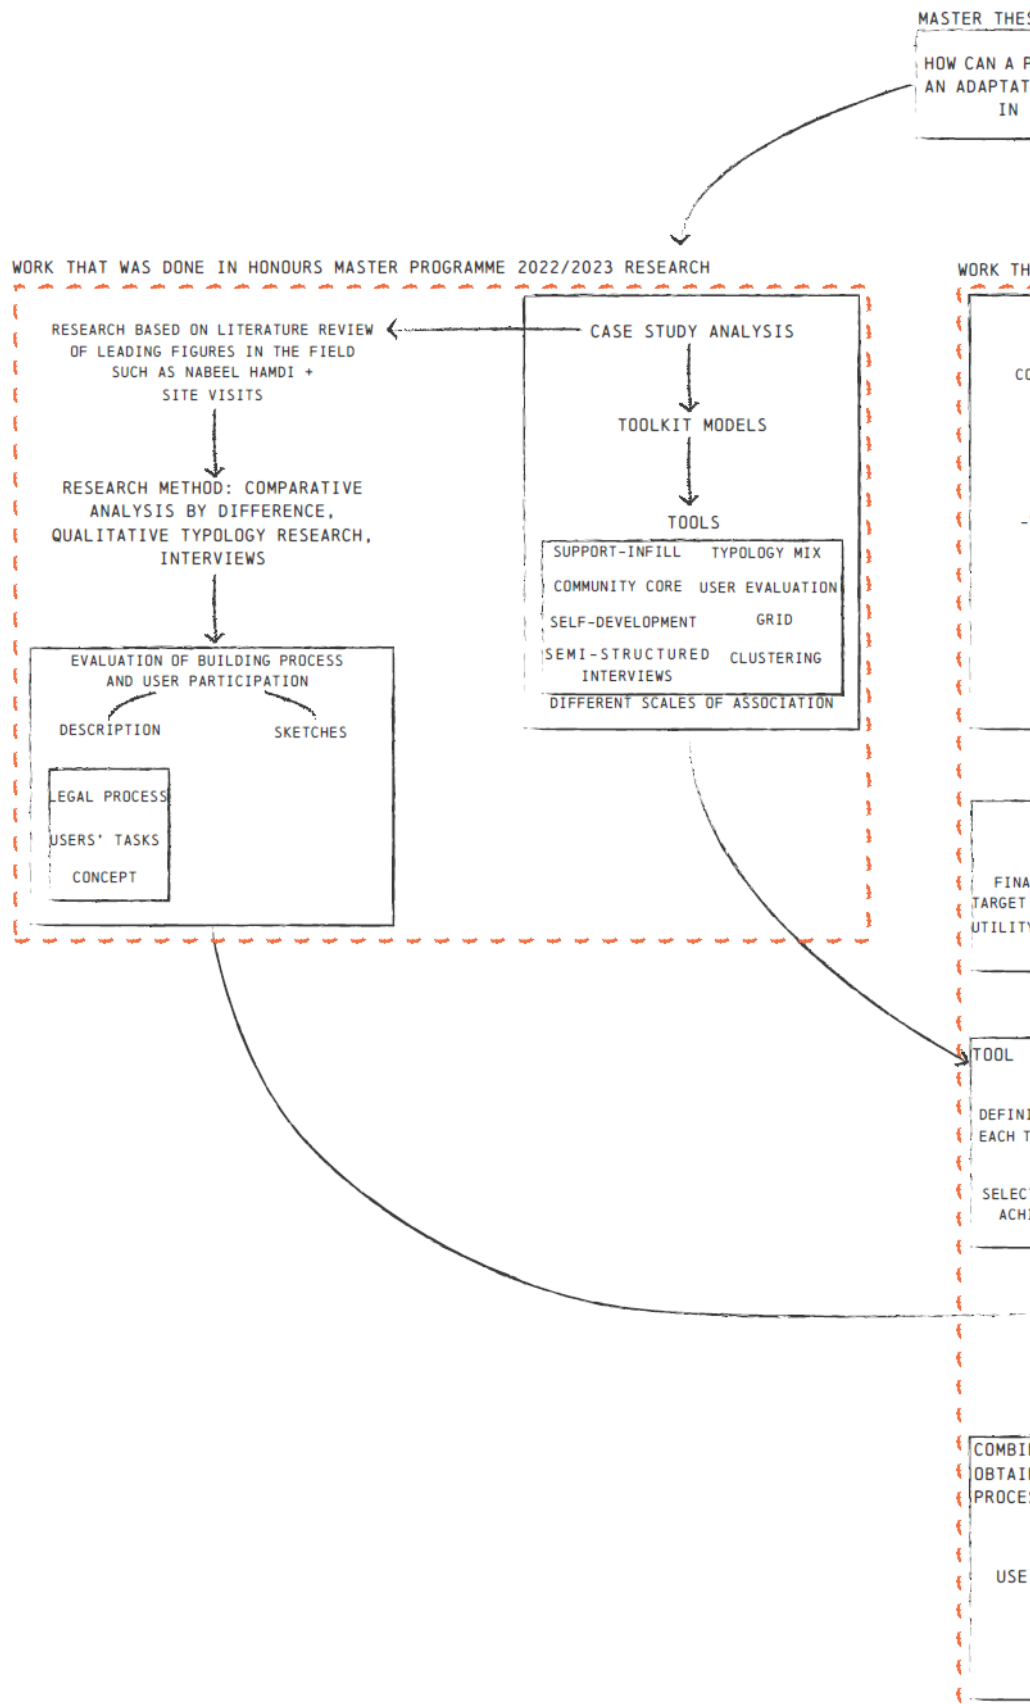 MASTER THES
HOW CAN A P
AN ADAPTAT
IN
WORK THAT WAS DONE IN HONOURS MASTER PROGRAMME 2022/2023 RESEARCH
RESEARCH BASED ON LITERATURE REVIEW
OF LEADING FIGURES IN THE FIELD
SUCH AS NABEEL HAMDI +
SITE VISITS
RESEARCH METHOD: COMPARATIVE
ANALYSIS BY DIFFERENCE,
QUALITATIVE TYPOLOGY RESEARCH,
INTERVIEWS
EVALUATION OF BUILDING PROCESS
AND USER PARTICIPATION
DESCRIPTION
SKETCHES
LEGAL PROCESS
USERS' TASKS
CONCEPT
CASE STUDY ANALYSIS
TOOLKIT MODELS
TOOLS
SUPPORT-INFILL
TYPOLOGY MIX
COMMUNITY CORE
USER EVALUATION
SELF-DEVELOPMENT
GRID
SEMI-STRUCTURED
INTERVIEWS
CLUSTERING
DIFFERENT SCALES OF ASSOCIATION
WORK TH
CO
-
FINA
TARGET
UTILITY
TOOL
DEFINI
EACH T
SELEC
ACHI
COMBI
OBTAI
PROCES
USE